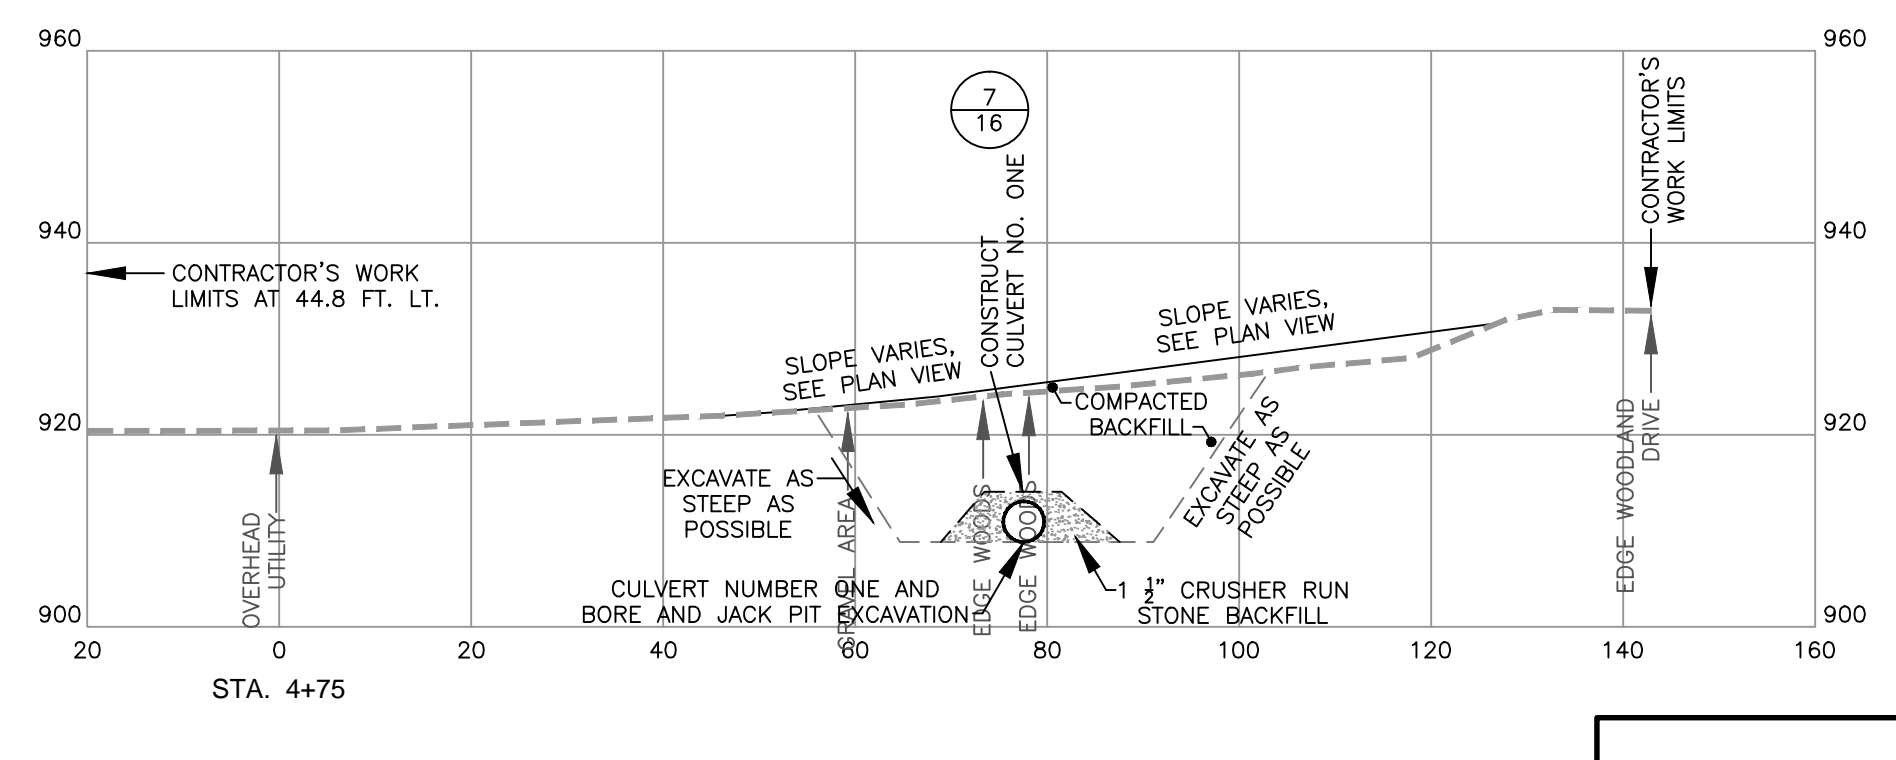 960
960
7
16
CONTRACTOR'S
WORK LIMITS
CONSTRUCT
CULVERT NO. ONE
940
940
CONTRACTOR'S WORK
LIMITS AT 44.8 FT. LT.
SLOPE VARIES,
SEE PLAN VIEW
SLOPE VARIES,
SEE PLAN VIEW
COMPACTED
BACKFILL
920
920
EXCAVATE AS
STEEP AS
POSSIBLE
EXCAVATE AS
STEEP AS
POSSIBLE
OVERHEAD
UTILITY
GRAVEL AREA
EDGE WOODS
EDGE WOODS
EDGE WOODLAND
DRIVE
CULVERT NUMBER ONE AND
BORE AND JACK PIT EXCAVATION
1 1/2" CRUSHER RUN
STONE BACKFILL
900
900
20 0 20 40 60 80 100 120 140 160
STA. 4+75